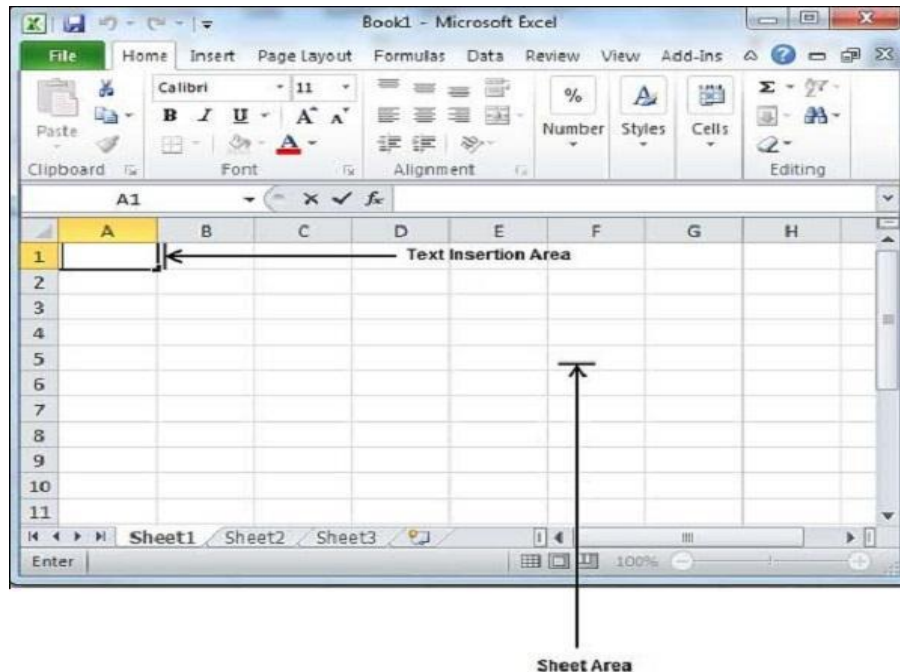 Book1 - Microsoft Excel
File Home Insert Page Layout Formulas Data Review View Add-Ins
Calibri 11 % A
Paste B I U A A Number Styles Cells
A
Clipboard Font Alignment Editing
A1 fx
A B C D E F G H
1 Text Insertion Area
2
3
4
5
6
7
8
9
10
11
Sheet1 Sheet2 Sheet3
Enter 100%
Sheet Area